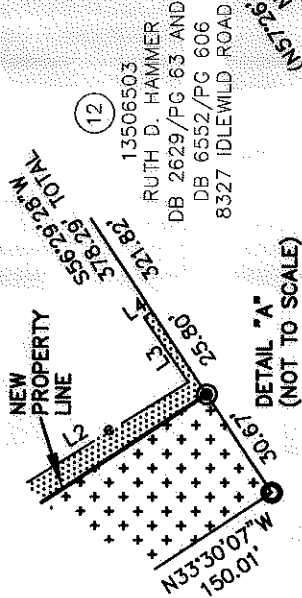 NEW
PROPERTY
LINE
L2
L3
S56°29'28"W
378.29' TOTAL
321.82'
25.80'
30.67'
N33°30'07"W
150.01'
DETAIL "A"
(NOT TO SCALE)
12
13506503
RUTH D. HAMMER
DB 2629/PG 63 AND
DB 6552/PG 606
8327 IDLEWILD ROAD
(N57°26'